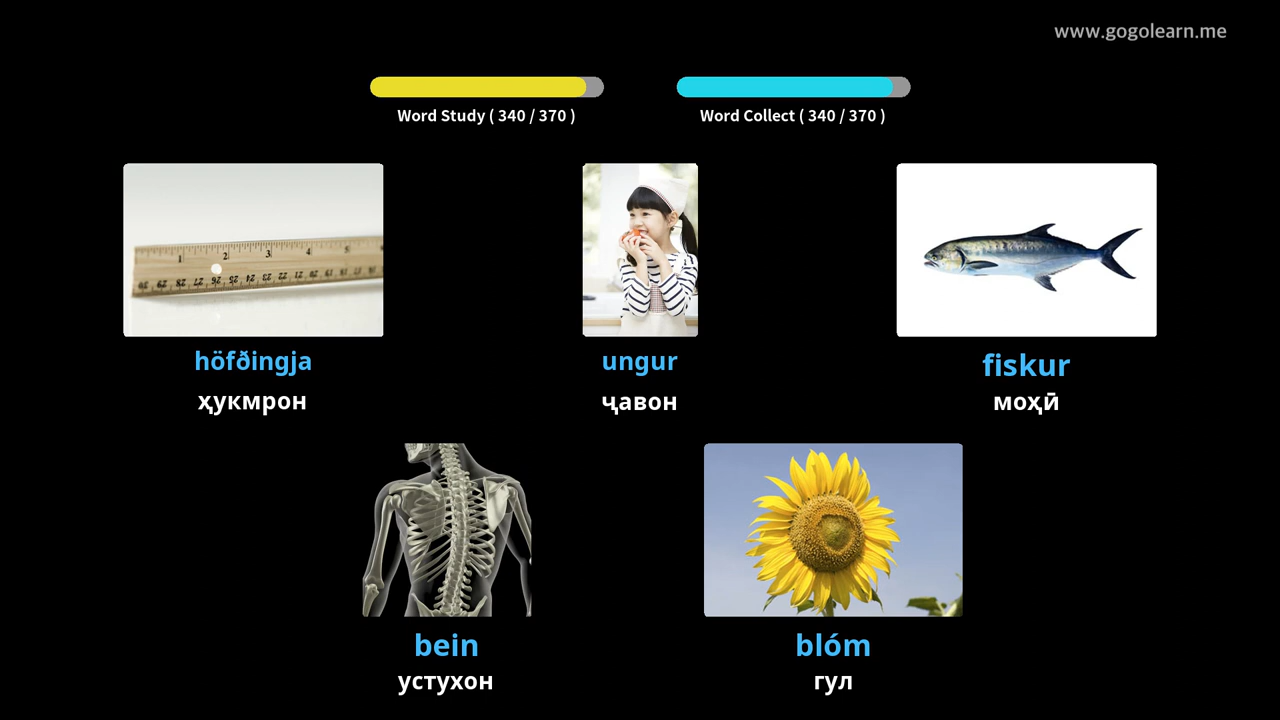 www.gogolearn.me
Word Study ( 340 / 370 )
Word Collect ( 340 / 370 )
höfðingja
ungur
fiskur
ҳукмрон
ҷавон
моҳӣ
bein
blóm
устухон
гул